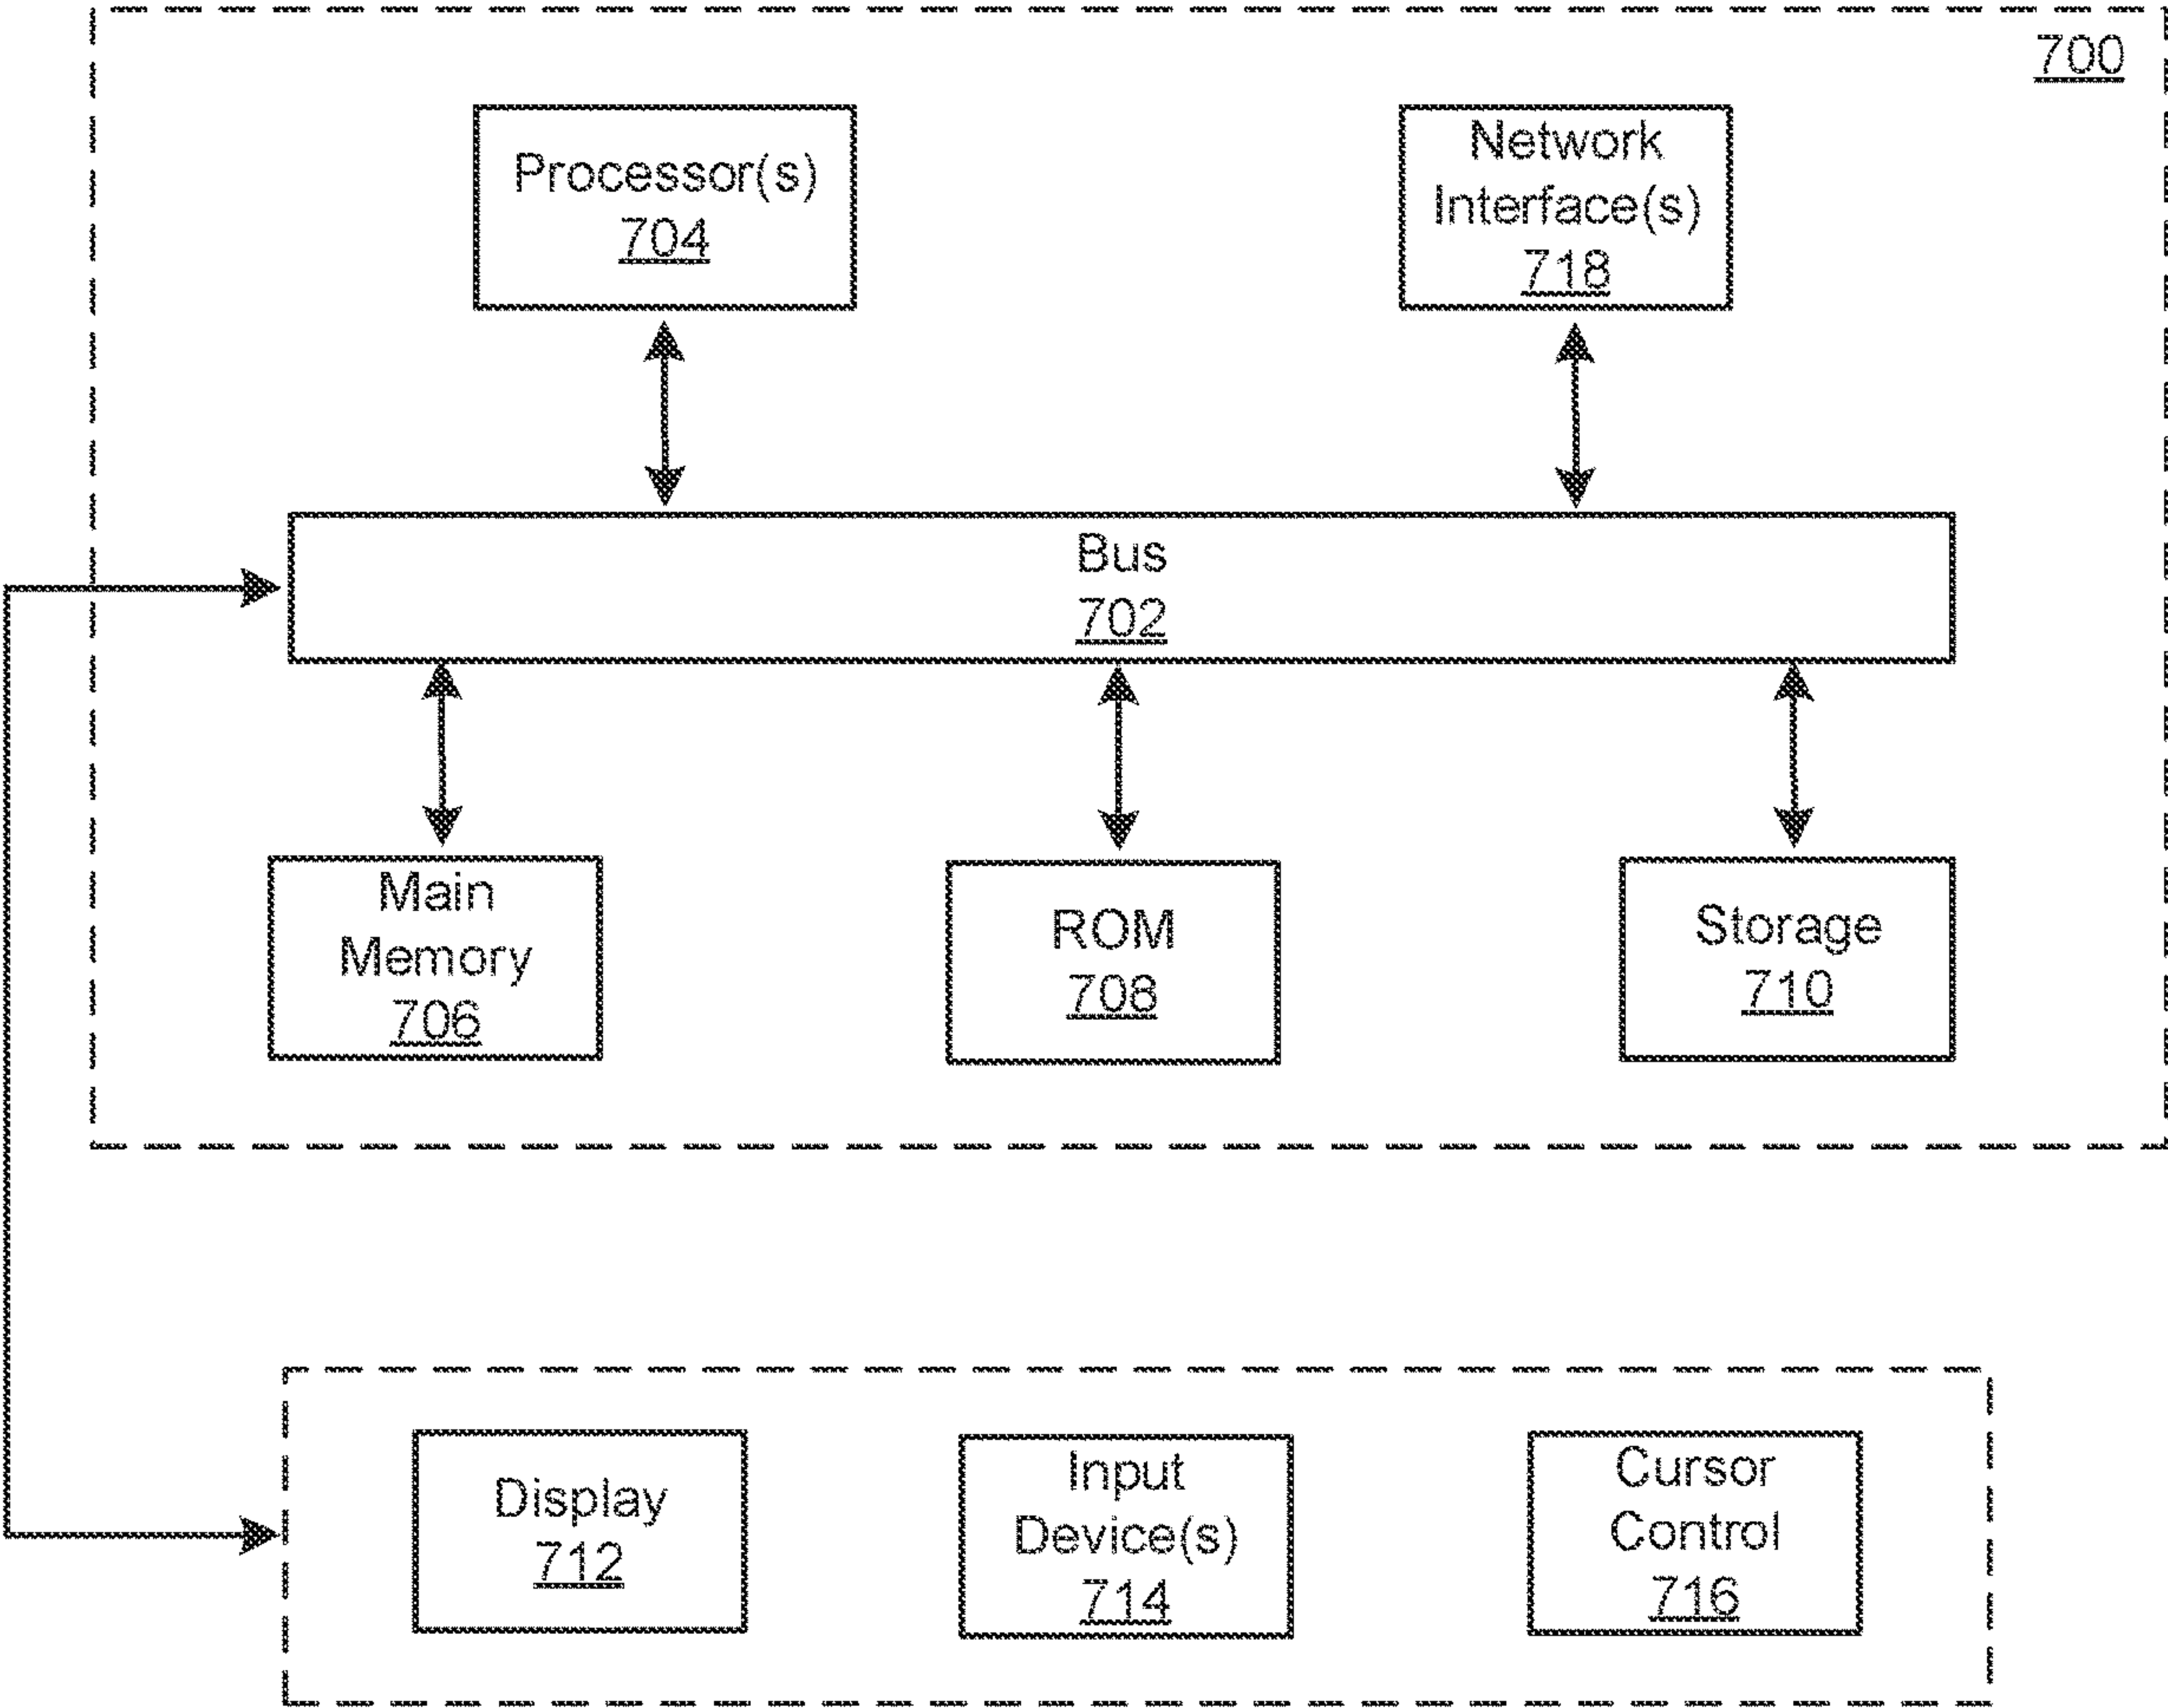 700
Processor(s)
704
Network
Interface(s)
718
Bus
702
Main
Memory
706
ROM
708
Storage
710
Display
712
Input
Device(s)
714
Cursor
Control
716